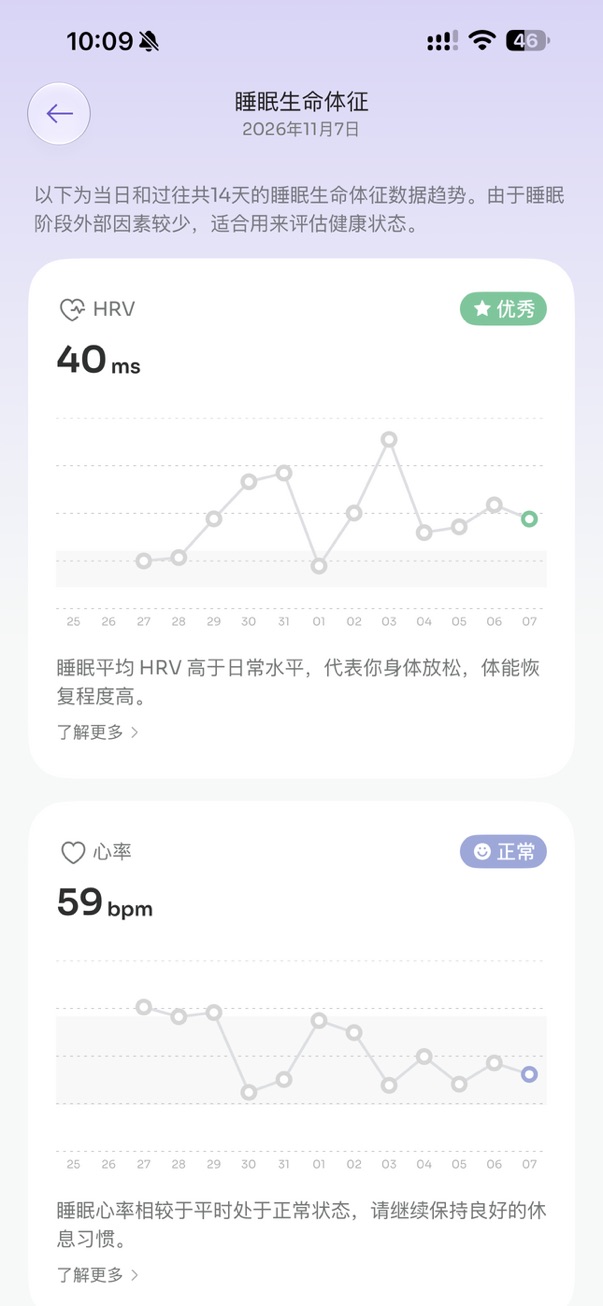 10:09
46
睡眠生命体征
2026年11月7日
以下为当日和过往共14天的睡眠生命体征数据趋势。由于睡眠
阶段外部因素较少，适合用来评估健康状态。
HRV
优秀
40 ms
25 26 27 28 29 30 31 01 02 03 04 05 06 07
睡眠平均 HRV 高于日常水平，代表你身体放松，体能恢
复程度高。
了解更多
心率
正常
59 bpm
25 26 27 28 29 30 31 01 02 03 04 05 06 07
睡眠心率相较于平时处于正常状态，请继续保持良好的休
息习惯。
了解更多